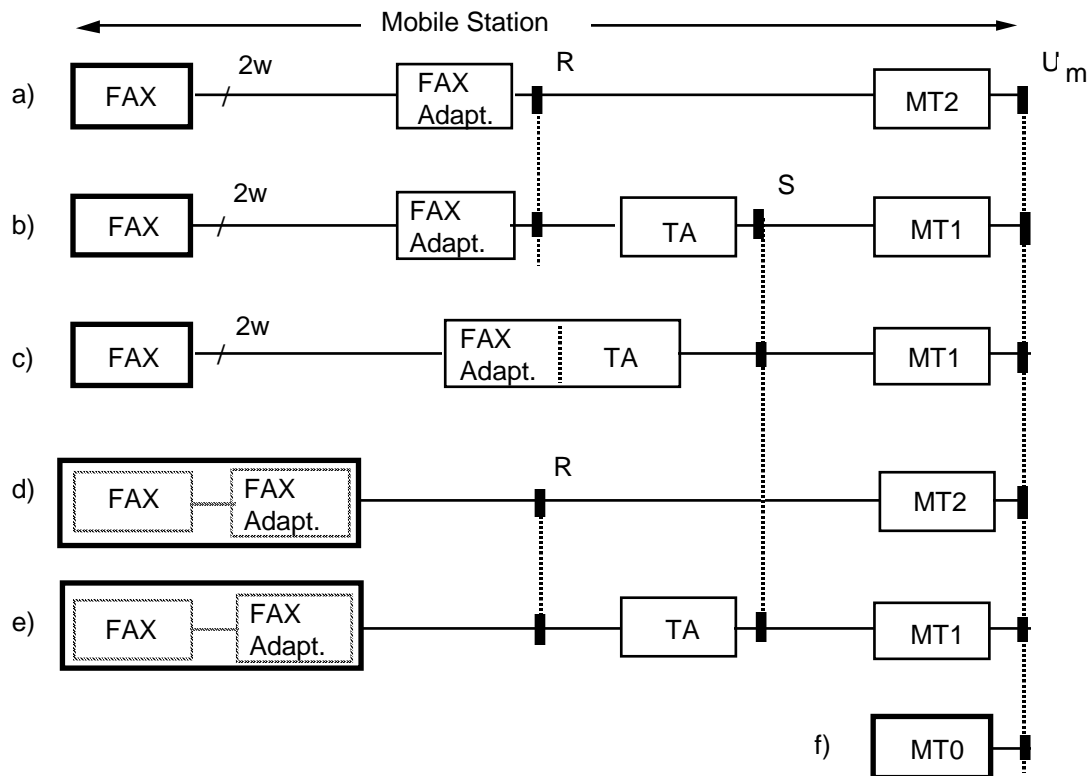 Mobile Station
R
U m
a) FAX 2w FAX Adapt. MT2
S
b) FAX 2w FAX Adapt. TA MT1
c) FAX 2w FAX Adapt. TA MT1
R
d) FAX FAX Adapt. MT2
e) FAX FAX Adapt. TA MT1
f) MT0